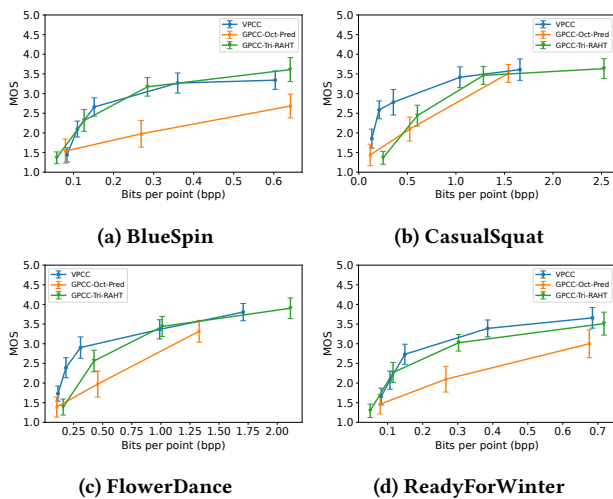 5.0
4.5
4.0
3.5
3.0
2.5
2.0
1.5
1.0
MOS
VPCC
GPCC-Oct-Pred
GPCC-Tri-RAHT
0.1 0.2 0.3 0.4 0.5 0.6
Bits per point (bpp)
(a) BlueSpin
5.0
4.5
4.0
3.5
3.0
2.5
2.0
1.5
1.0
MOS
VPCC
GPCC-Oct-Pred
GPCC-Tri-RAHT
0.0 0.5 1.0 1.5 2.0 2.5
Bits per point (bpp)
(b) CasualSquat
5.0
4.5
4.0
3.5
3.0
2.5
2.0
1.5
1.0
MOS
VPCC
GPCC-Oct-Pred
GPCC-Tri-RAHT
0.25 0.50 0.75 1.00 1.25 1.50 1.75 2.00
Bits per point (bpp)
(c) FlowerDance
5.0
4.5
4.0
3.5
3.0
2.5
2.0
1.5
1.0
MOS
VPCC
GPCC-Oct-Pred
GPCC-Tri-RAHT
0.1 0.2 0.3 0.4 0.5 0.6 0.7
Bits per point (bpp)
(d) ReadyForWinter